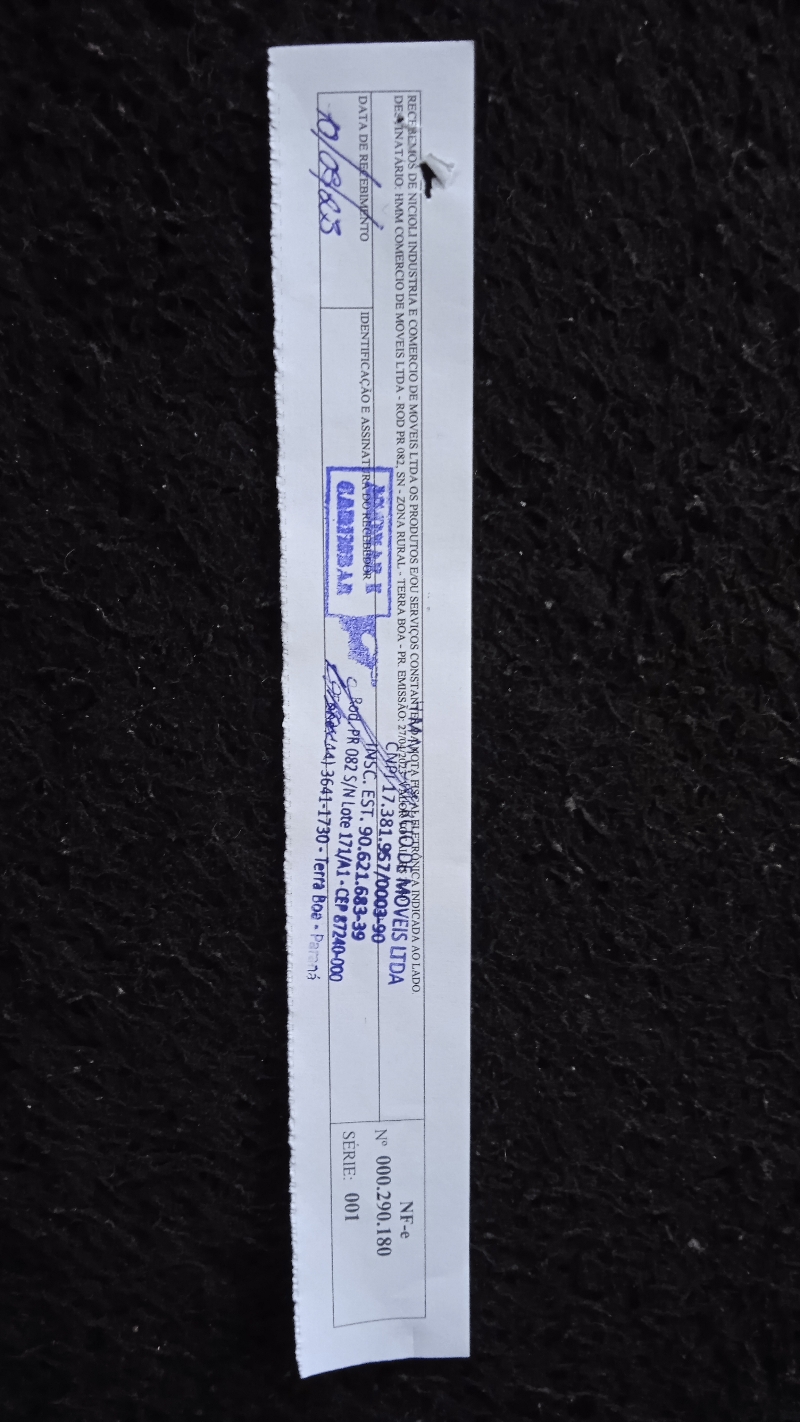 RECEBEMOS DE NICIOLI INDUSTRIA E COMERCIO DE MOVEIS LTDA OS PRODUTOS E/OU SERVIÇOS CONSTANTES DA NOTA FISCAL ELETRÔNICA INDICADA AO LADO
DESTINATÁRIO: HMM COMERCIO DE MOVEIS LTDA - ROD PR 082, SN - ZONA RURAL - TERRA BOA - PR. EMISSÃO: 27/04/2023
DATA DE RECEBIMENTO
IDENTIFICAÇÃO E ASSINATURA DO RECEBEDOR
DE MOVEIS LTDA
CNPJ 17.381.957/0003-90
INSC. EST. 90.621.683-39
Rod. PR 082 S/N Lote 171/A1 - CEP 87240-000
(44) 3641-1730 - Terra Boa - Paraná
NF-e
Nº 000.290.180
SÉRIE: 001